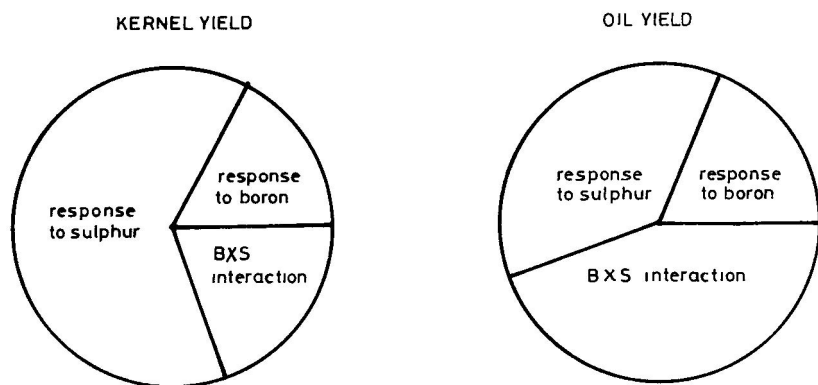 KERNEL YIELD
response
to sulphur
response
to boron
BXS
interaction
OIL YIELD
response
to sulphur
response
to boron
BXS interaction